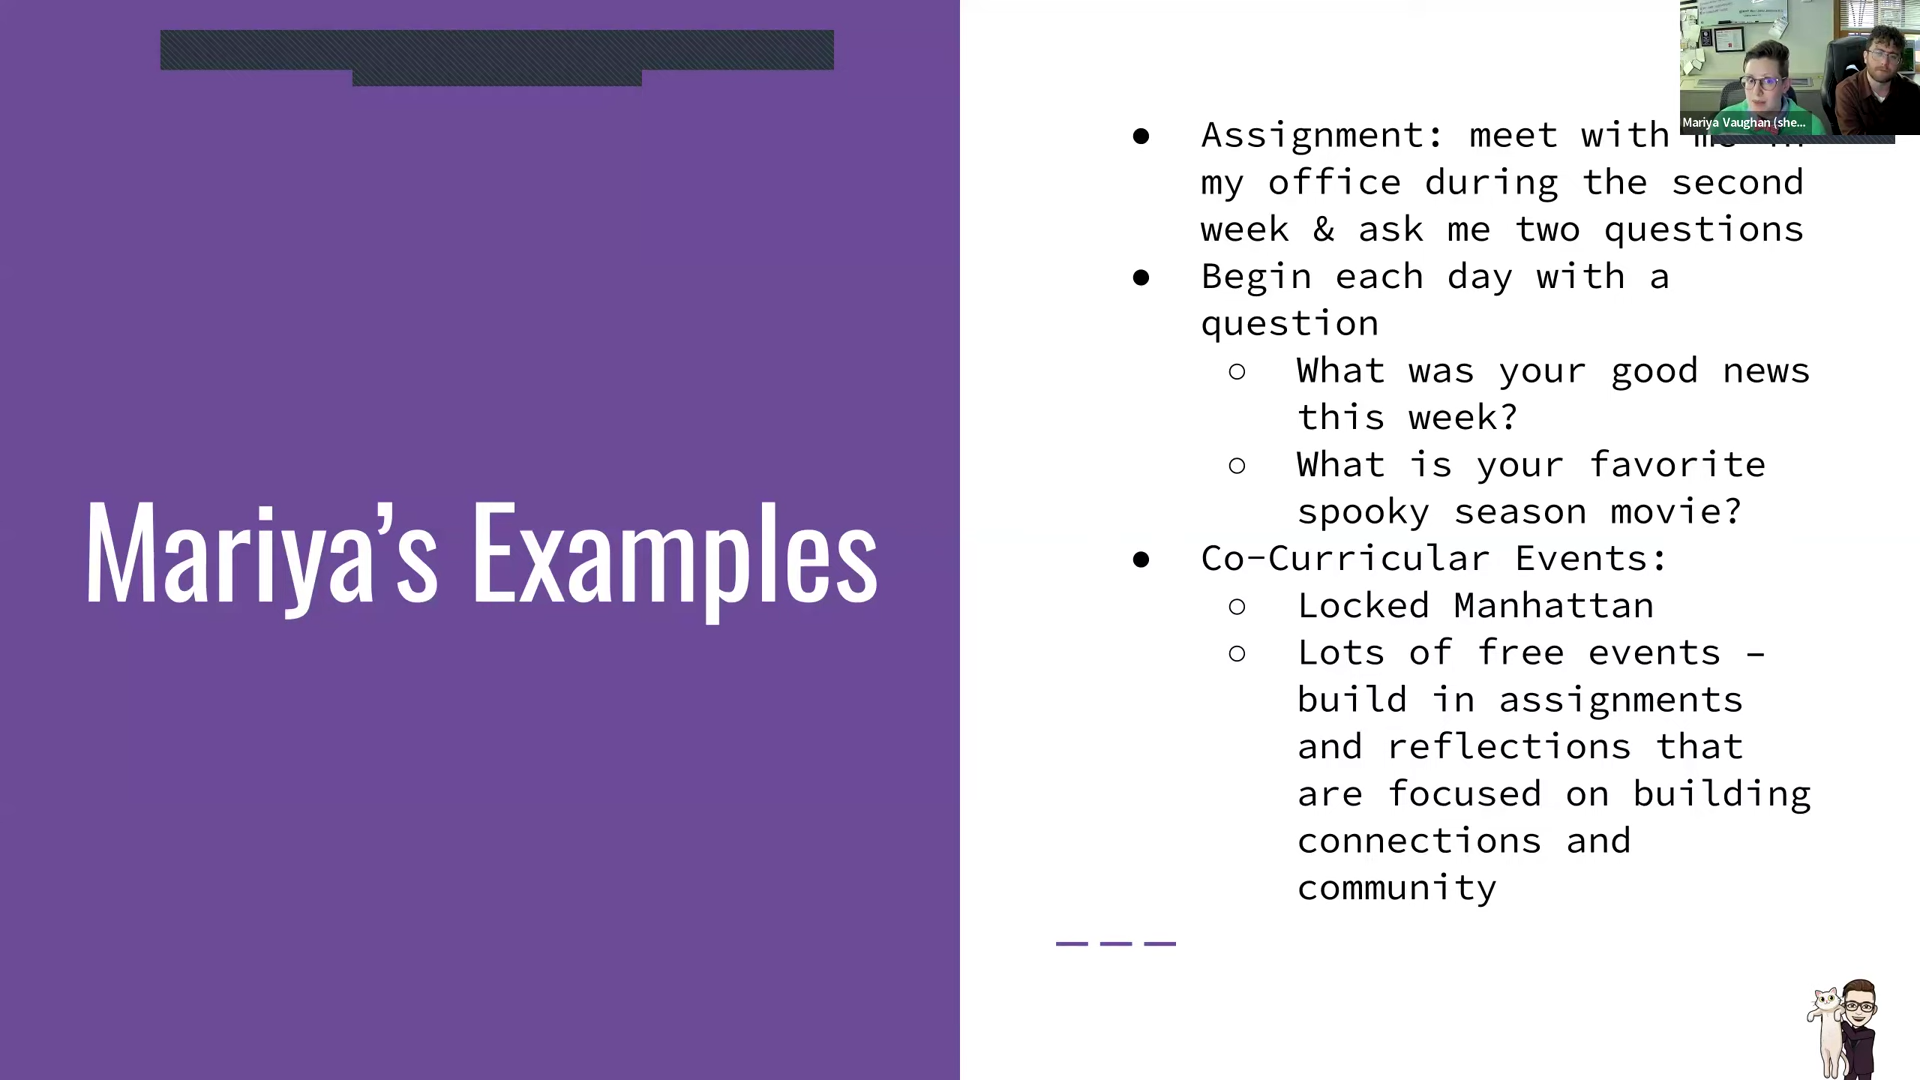 Mariya’s Examples
● Assignment: meet with me in
my office during the second
week & ask me two questions
● Begin each day with a
question
○ What was your good news
this week?
○ What is your favorite
spooky season movie?
● Co-Curricular Events:
○ Locked Manhattan
○ Lots of free events –
build in assignments
and reflections that
are focused on building
connections and
community
Mariya Vaughan (she...